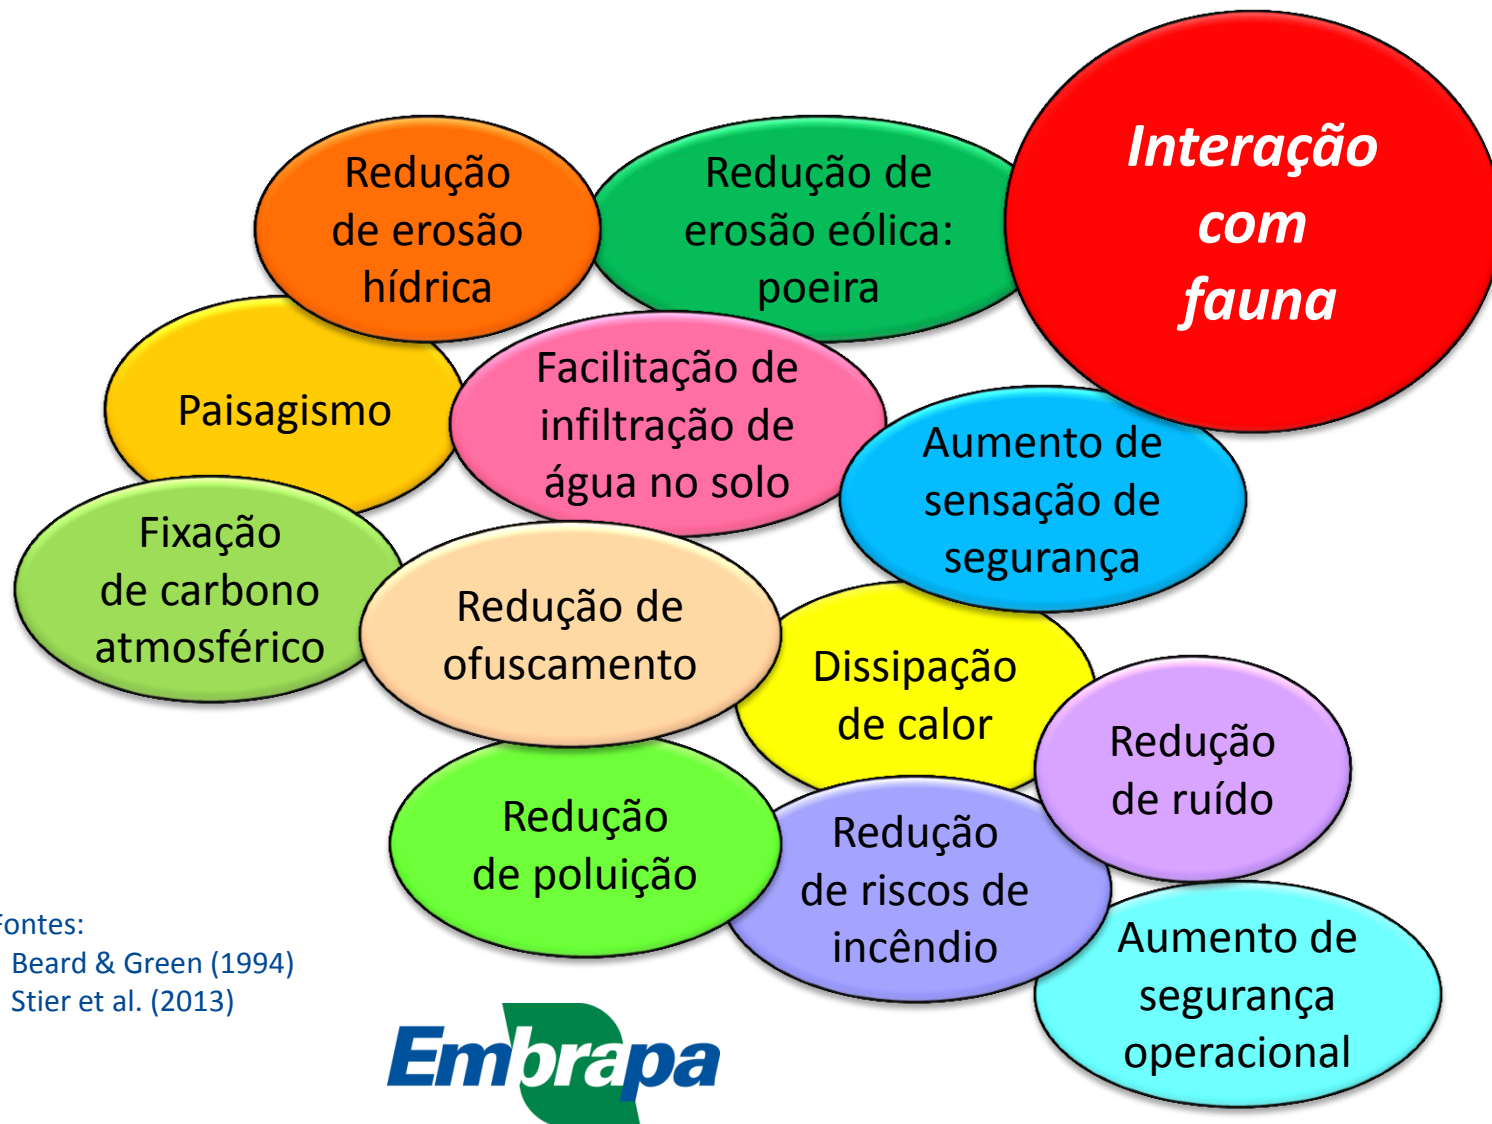 Interação
com
fauna
Redução
de erosão
hídrica
Redução de
erosão eólica:
poeira
Paisagismo
Facilitação de
infiltração de
água no solo
Aumento de
sensação de
segurança
Fixação
de carbono
atmosférico
Redução de
ofuscamento
Dissipação
de calor
Redução
de ruído
Redução
de poluição
Redução
de riscos de
incêndio
Aumento de
segurança
operacional
Fontes:
Beard & Green (1994)
Stier et al. (2013)
Embrapa